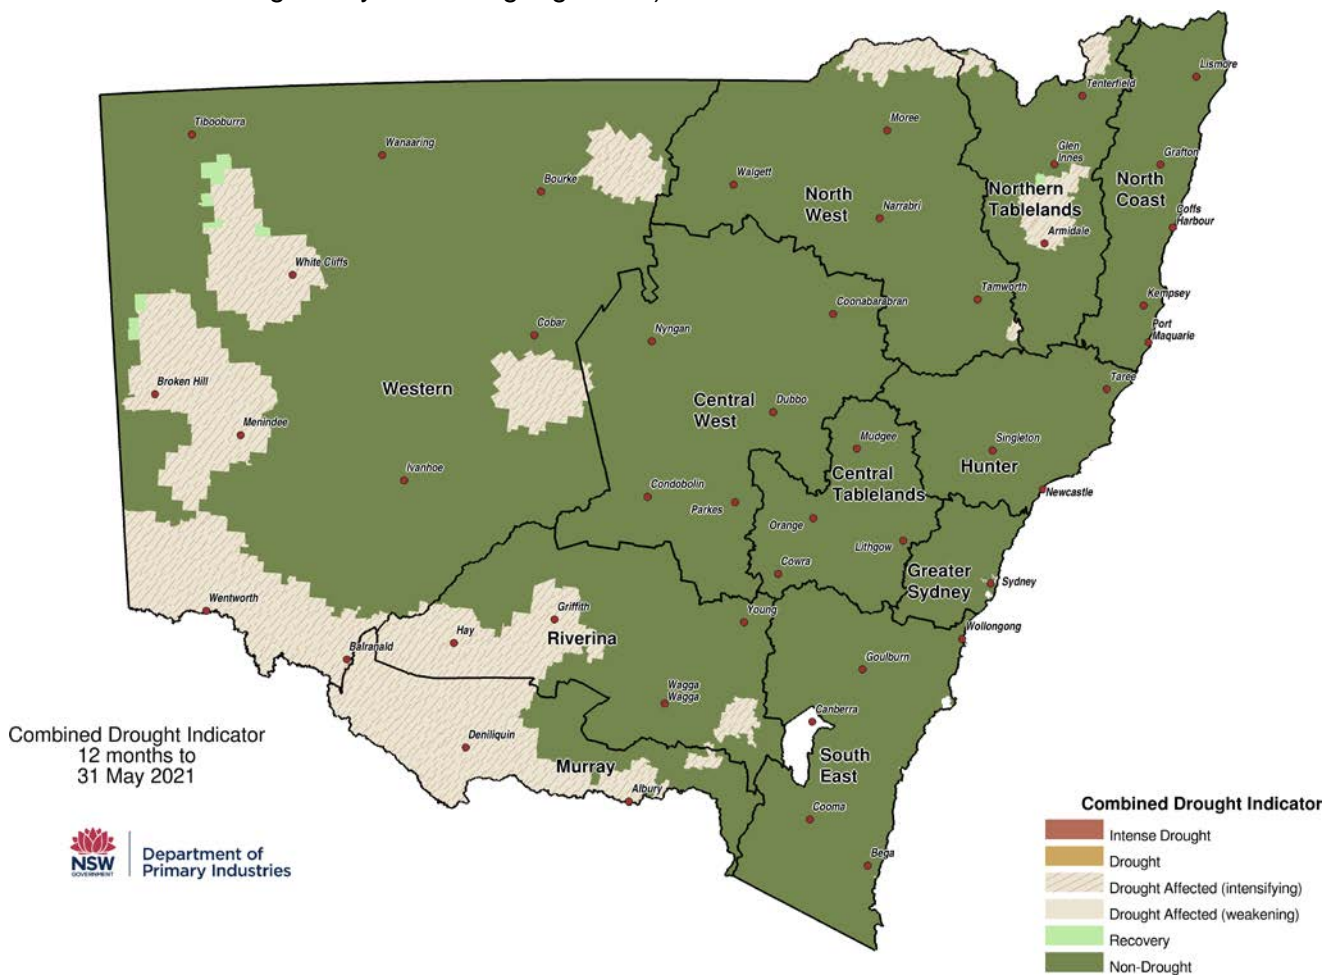 Lismore
Tenterfield
Tibooburra
Moree
Wanaaring
Glen
Innes
Grafton
Bourke
Walgett
North
West
Northern
Tablelands
North
Coast
Narrabri
Coffs
Harbour
Armidale
White Cliffs
Tamworth
Kempsey
Coonabarabran
Cobar
Nyngan
Port
Maquarie
Broken Hill
Western
Taree
Central
West
Dubbo
Menindee
Mudgee
Singleton
Ivanhoe
Central
Tablelands
Hunter
Condobolin
Newcastle
Parkes
Orange
Lithgow
Cowra
Greater
Sydney
Sydney
Wentworth
Griffith
Young
Hay
Riverina
Wollongong
Balranald
Goulburn
Wagga
Wagga
Canberra
Combined Drought Indicator
12 months to
31 May 2021
Deniliquin
South
East
Murray
Albury
Cooma
Bega
NSW
GOVERNMENT
Department of
Primary Industries
Combined Drought Indicator
Intense Drought
Drought
Drought Affected (intensifying)
Drought Affected (weakening)
Recovery
Non-Drought